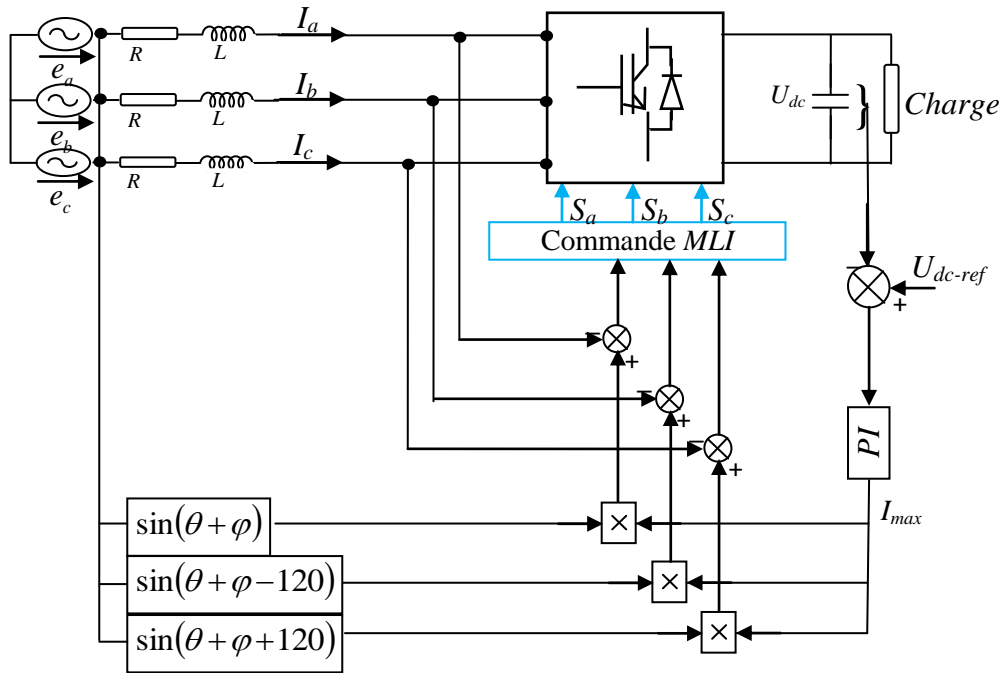 I_a
R
L
e_a
I_b
U_dc
Charge
R
L
e_b
I_c
R
L
e_c
S_a S_b S_c
Commande MLI
−
U_dc-ref
+
−
+
−
+
PI
−
+
sin(θ+φ)
×
I_max
sin(θ+φ−120)
×
sin(θ+φ+120)
×